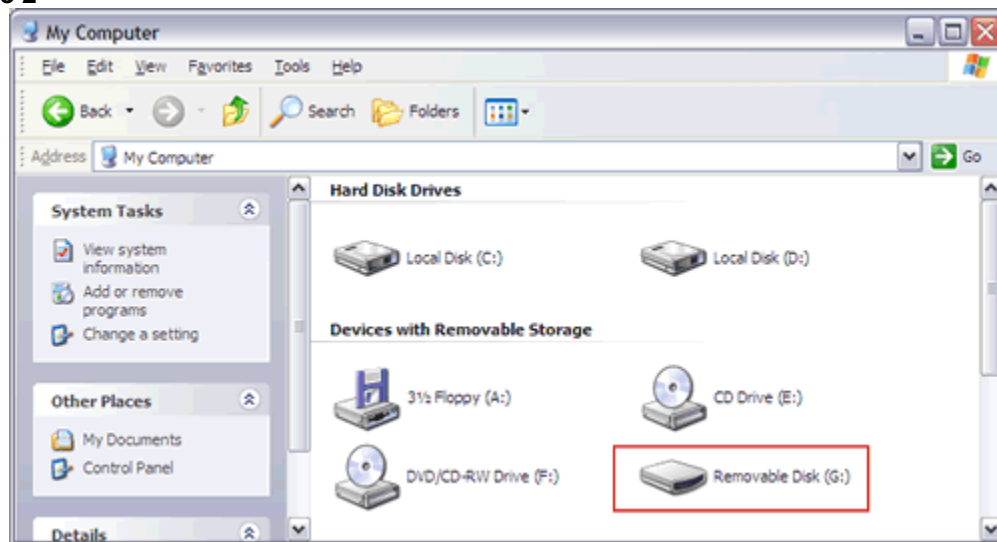 My Computer
File Edit View Favorites Tools Help
Back Search Folders
Address My Computer Go
System Tasks
View system
information
Add or remove
programs
Change a setting
Other Places
My Documents
Control Panel
Details
Hard Disk Drives
Local Disk (C:) Local Disk (D:)
Devices with Removable Storage
3½ Floppy (A:) CD Drive (E:)
DVD/CD-RW Drive (F:) Removable Disk (G:)